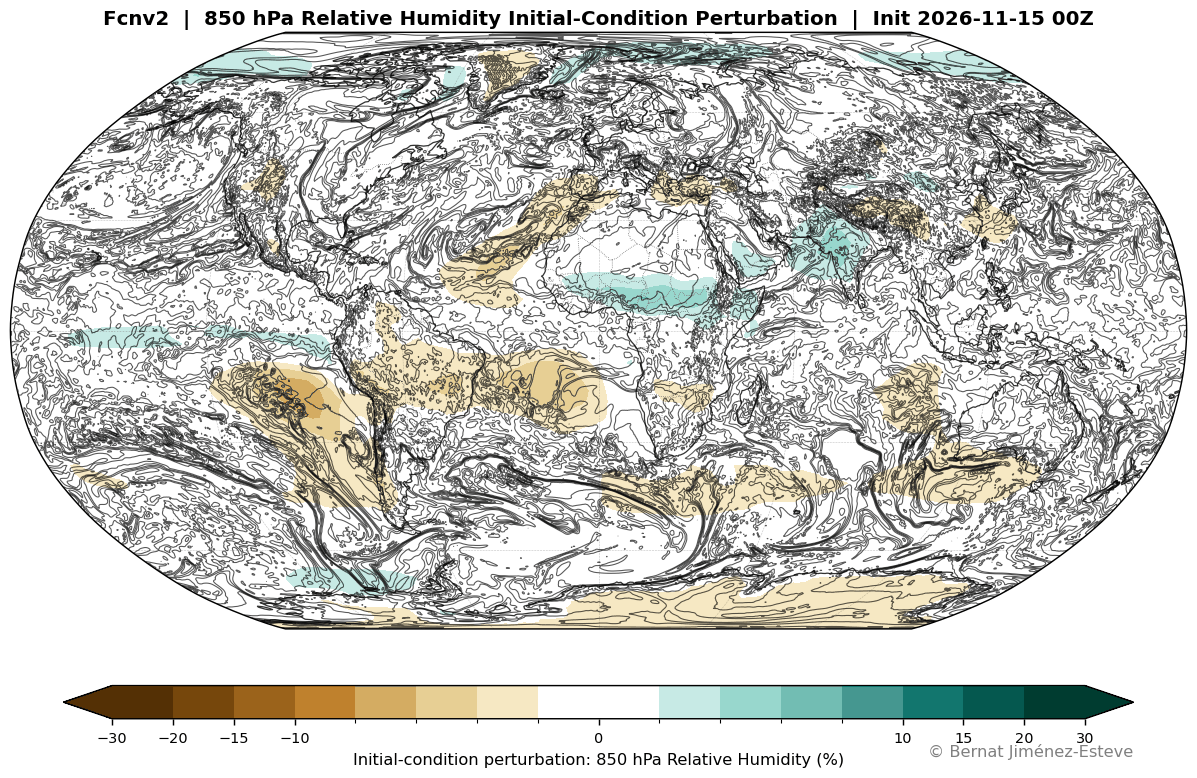 Fcnv2 | 850 hPa Relative Humidity Initial-Condition Perturbation | Init 2026-11-15 00Z
−30 −20 −15 −10 0 10 15 20 30
Initial-condition perturbation: 850 hPa Relative Humidity (%)
© Bernat Jiménez-Esteve